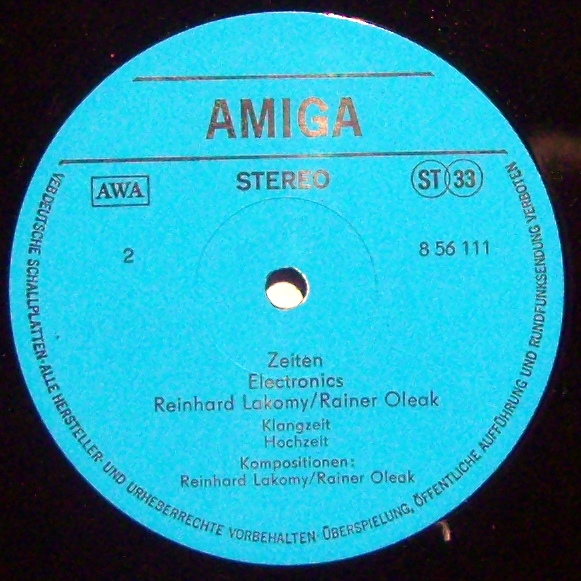 AMIGA
AWA
STEREO
ST 33
2
8 56 111
Zeiten
Electronics
Reinhard Lakomy/Rainer Oleak
Klangzeit
Hochzeit
Kompositionen:
Reinhard Lakomy/Rainer Oleak
VEB DEUTSCHE SCHALLPLATTEN · ALLE HERSTELLER- UND URHEBERRECHTE VORBEHALTEN · ÜBERSPIELUNG, ÖFFENTLICHE AUFFÜHRUNG UND RUNDFUNKSENDUNG VERBOTEN